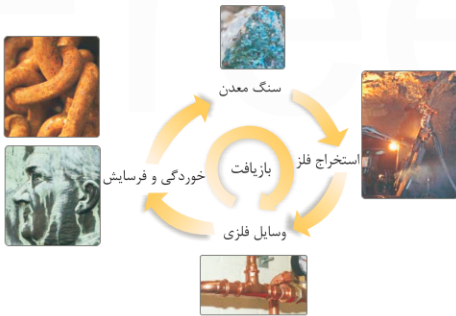 سنگ معدن
استخراج فلز
بازیافت
خوردگی و فرسایش
وسایل فلزی